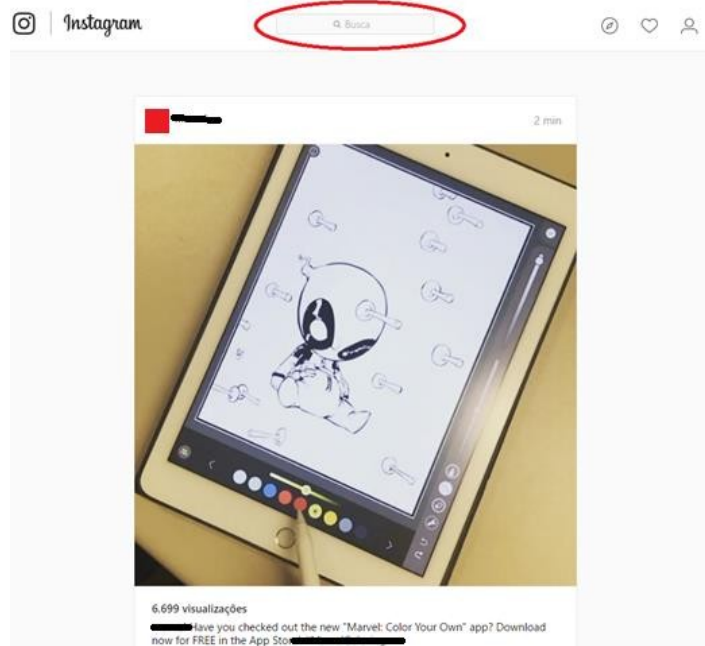 Instagram
Busca
2 min
6.699 visualizações
Have you checked out the new "Marvel: Color Your Own" app? Download
now for FREE in the App Stor